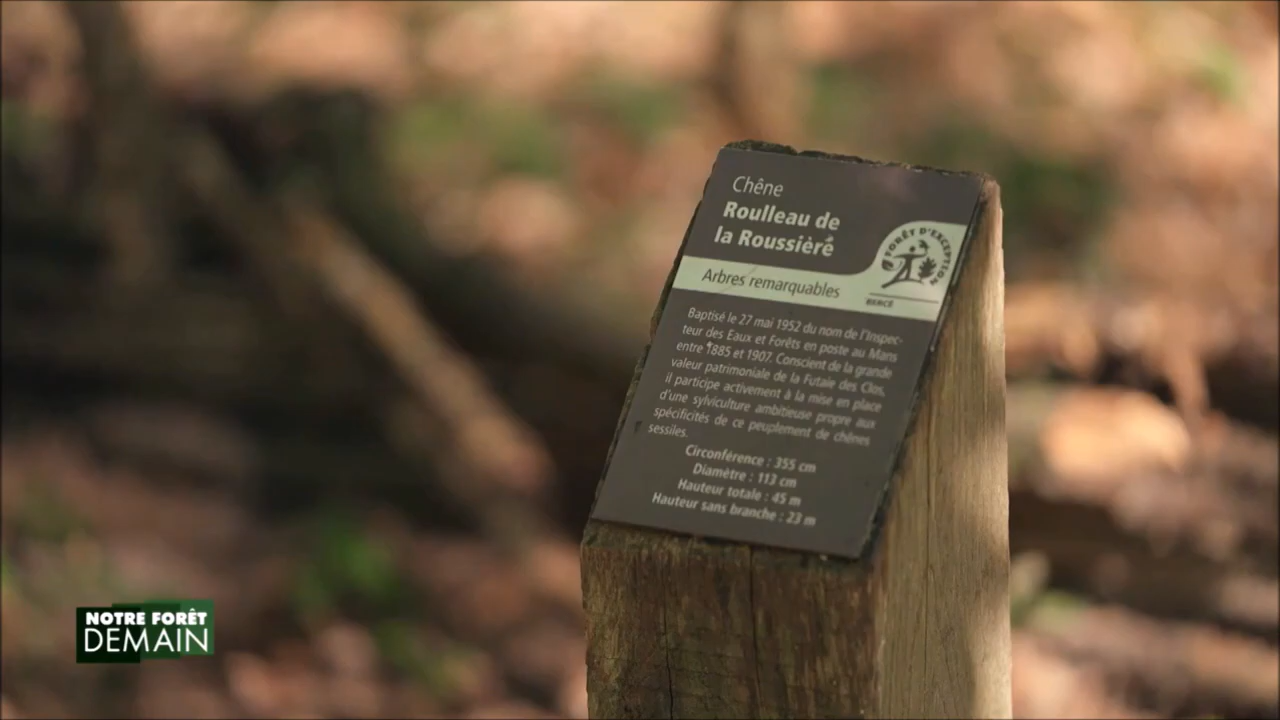 Chêne
Roulleau de
la Roussière
FORÊT D'EXCEPTION
BERCÉ
Arbres remarquables
Baptisé le 27 mai 1952 du nom de l'Inspec-
teur des Eaux et Forêts en poste au Mans
entre 1885 et 1907. Conscient de la grande
valeur patrimoniale de la Futaie des Clos,
il participe activement à la mise en place
d'une sylviculture ambitieuse propre aux
spécificités de ce peuplement de chênes
sessiles.
Circonférence : 355 cm
Diamètre : 113 cm
Hauteur totale : 45 m
Hauteur sans branche : 23 m
NOTRE FORÊT
DEMAIN